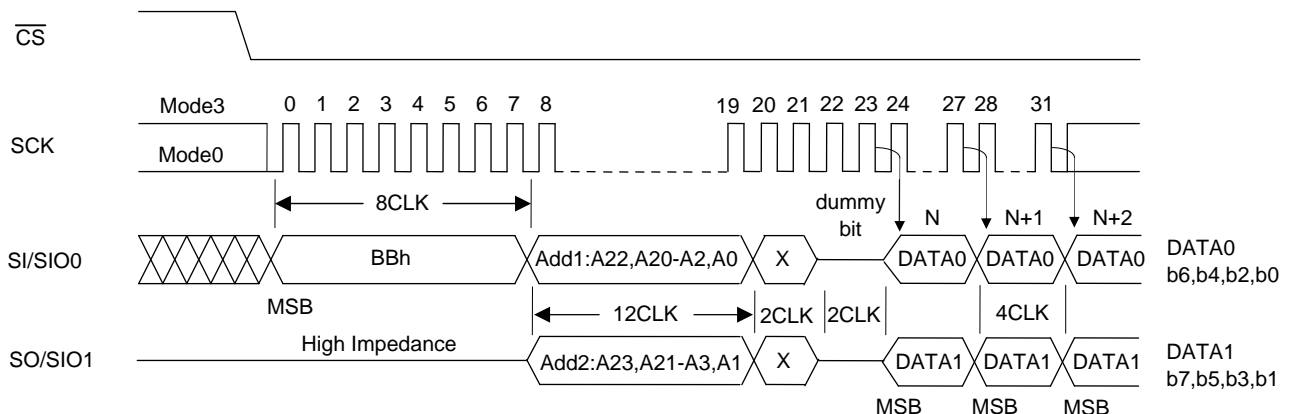 CS
Mode3
0 1 2 3 4 5 6 7 8 19 20 21 22 23 24 27 28 31
SCK
Mode0
8CLK
dummy
bit
N N+1 N+2
SI/SIO0
BBh
Add1:A22,A20-A2,A0
X
DATA0 DATA0 DATA0
DATA0
b6,b4,b2,b0
MSB
12CLK 2CLK 2CLK 4CLK
High Impedance
SO/SIO1
Add2:A23,A21-A3,A1
X
DATA1 DATA1 DATA1
DATA1
b7,b5,b3,b1
MSB MSB MSB